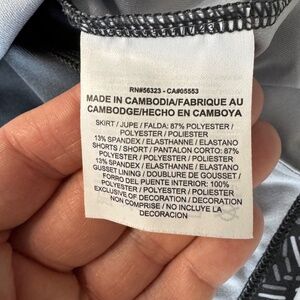 RN#56323 - CA#05553
MADE IN CAMBODIA/FABRIQUE AU
CAMBODGE/HECHO EN CAMBOYA
SKIRT / JUPE / FALDA: 87% POLYESTER /
POLYESTER / POLIESTER
13% SPANDEX / ELASTHANNE / ELASTANO
SHORTS / SHORT / PANTALON CORTO: 87%
POLYESTER / POLYESTER / POLIESTER
13% SPANDEX / ELASTHANNE / ELASTANO
GUSSET LINING / DOUBLURE DE GOUSSET /
FORRO DEL PUENTE INTERIOR: 100%
POLYESTER / POLYESTER / POLIESTER
EXCLUSIVE OF DECORATION / DECORATION
NON COMPRISE / NO INCLUYE LA
DECORACION